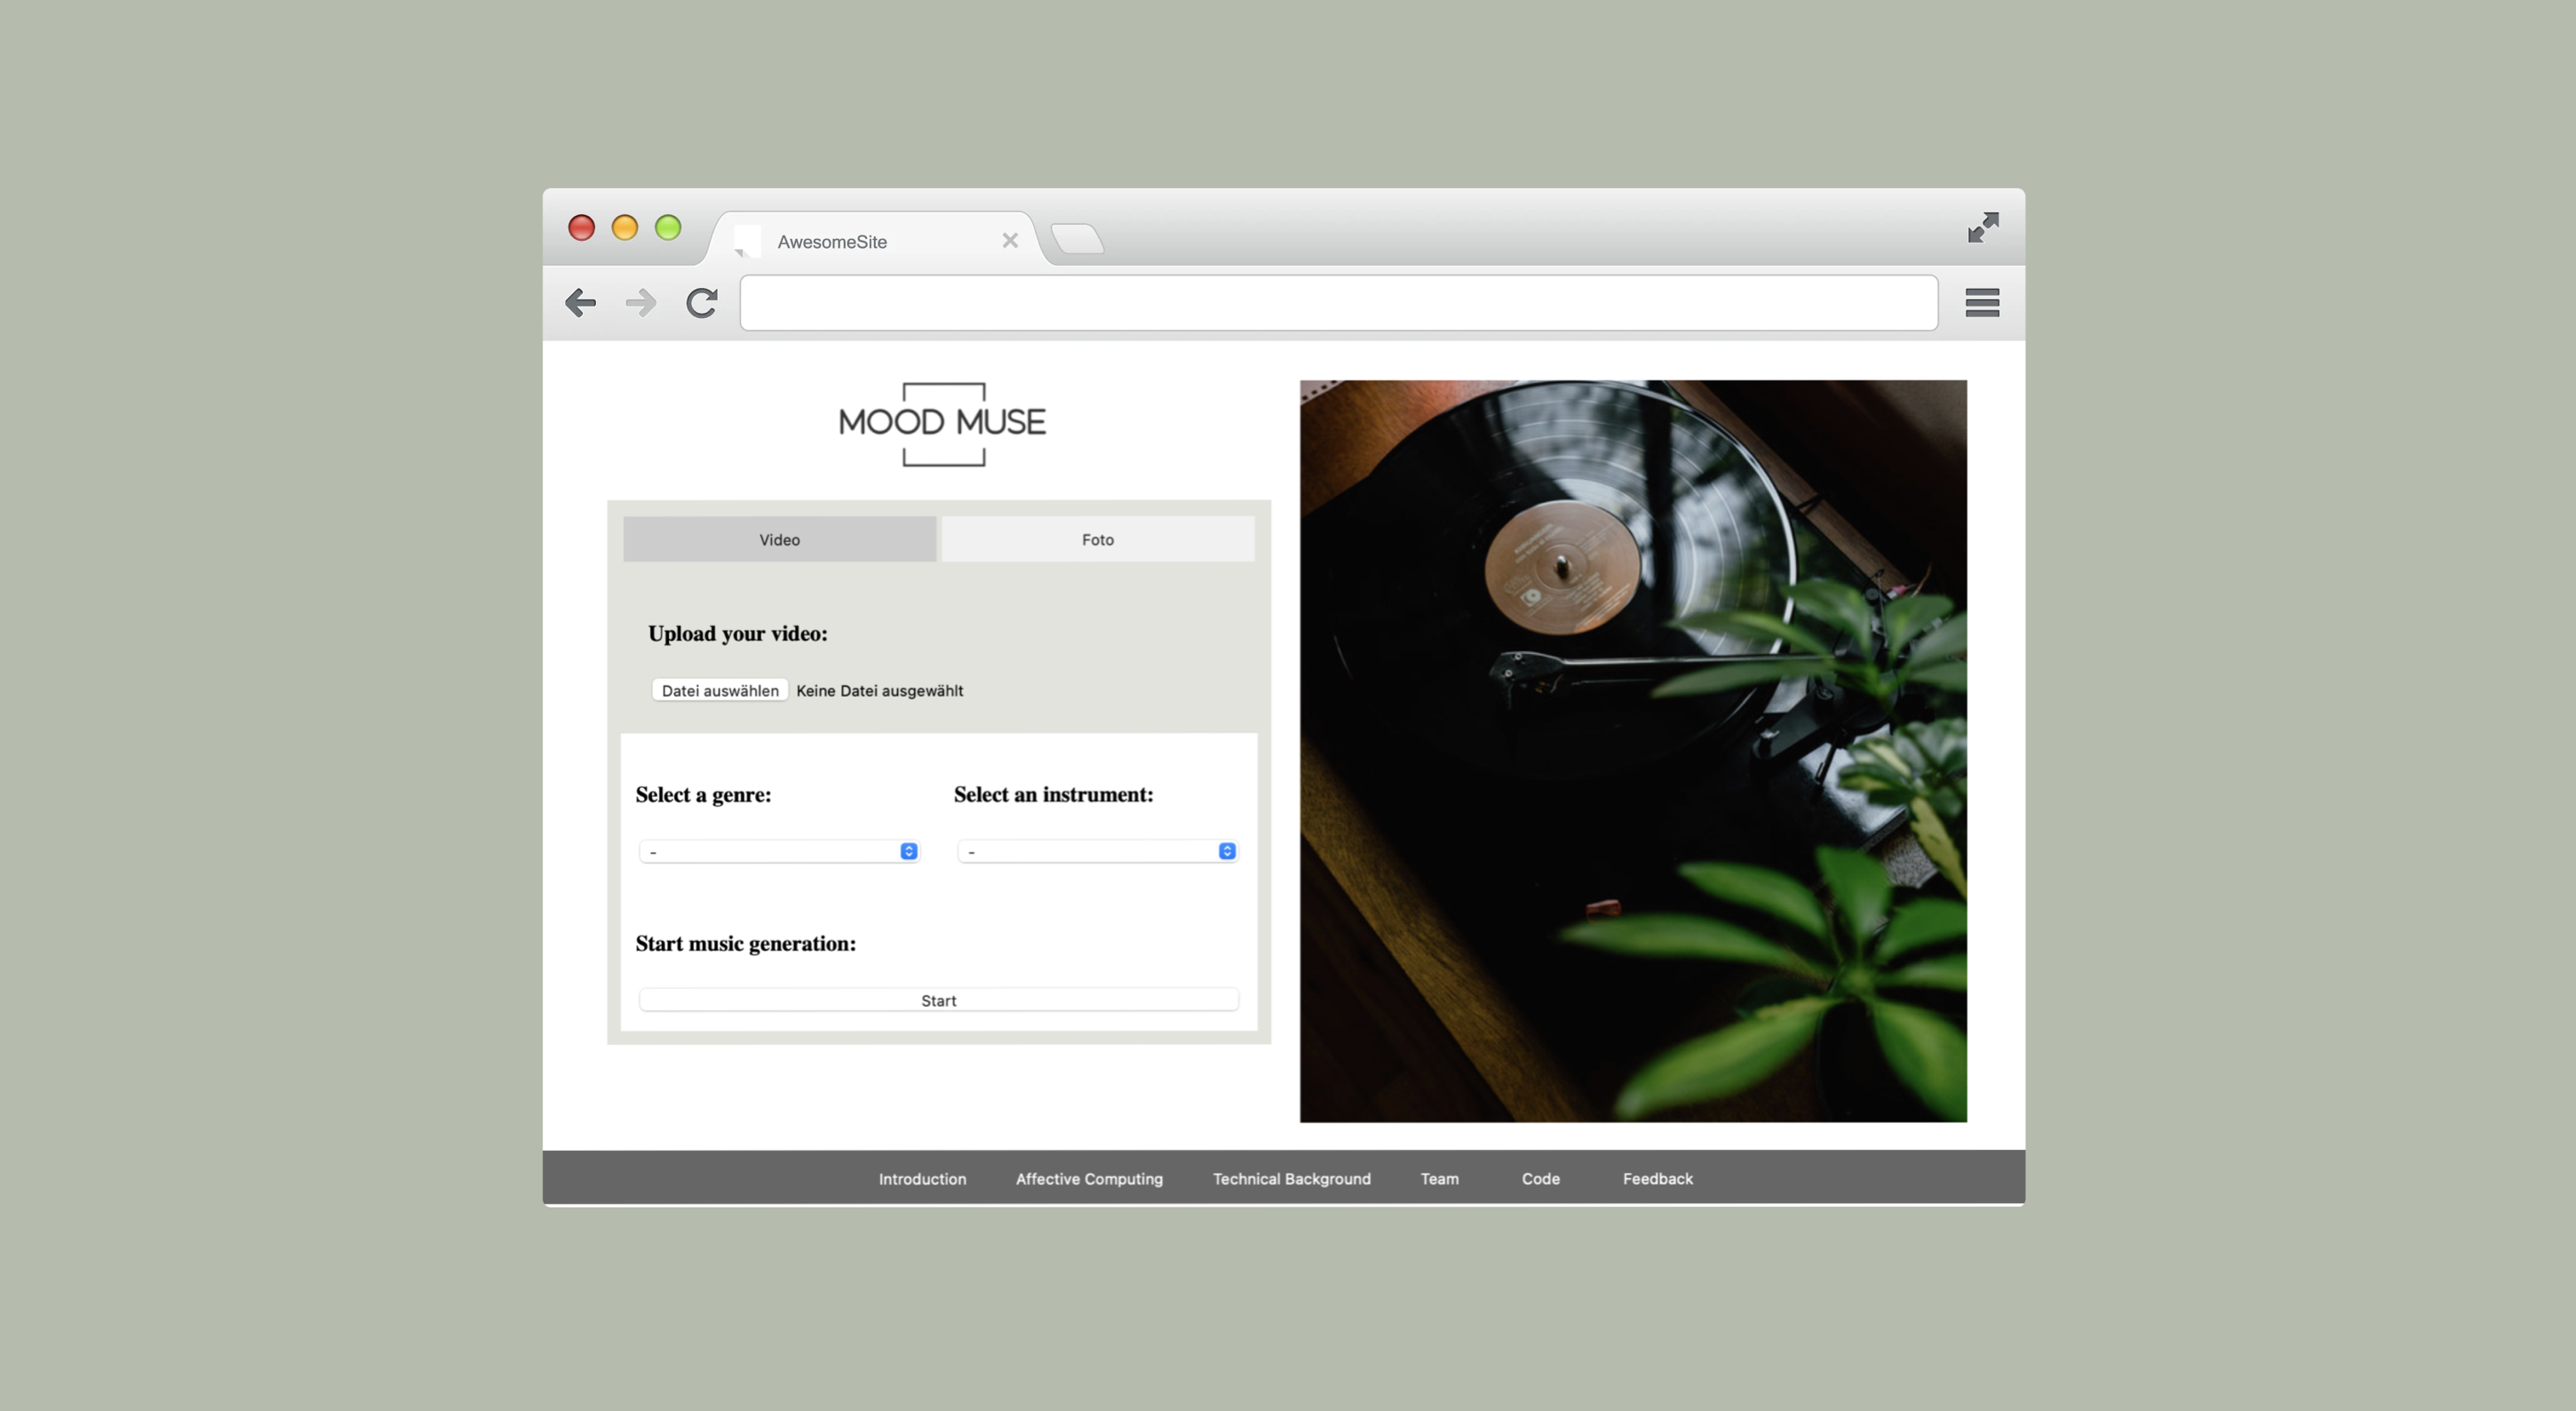 AwesomeSite
MOOD MUSE
Video Foto
Upload your video:
Datei auswählen Keine Datei ausgewählt
Select a genre: Select an instrument:
- -
Start music generation:
Start
Introduction Affective Computing Technical Background Team Code Feedback